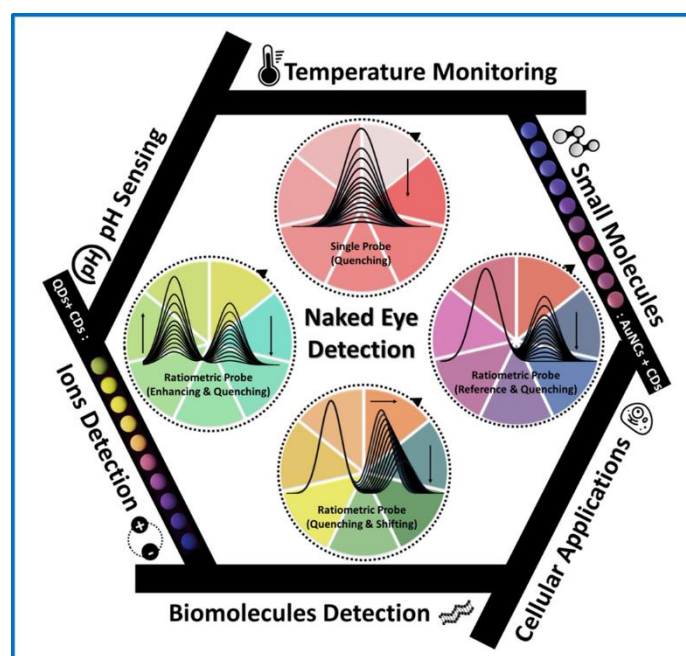 Temperature Monitoring
pH Sensing
(pH)
Small Molecules
Single Probe
(Quenching)
QDs+ CDs :
: AuNCs + CDs
Naked Eye
Detection
Ratiometric Probe
(Enhancing & Quenching)
Ratiometric Probe
(Reference & Quenching)
Ions Detection
+
-
Ratiometric Probe
(Quenching & Shifting)
Cellular Applications
Biomolecules Detection